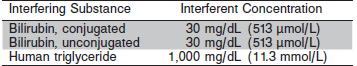 Interfering Substance Interferent Concentration
Bilirubin, conjugated 30 mg/dL (513 µmol/L)
Bilirubin, unconjugated 30 mg/dL (513 µmol/L)
Human triglyceride 1,000 mg/dL (11.3 mmol/L)